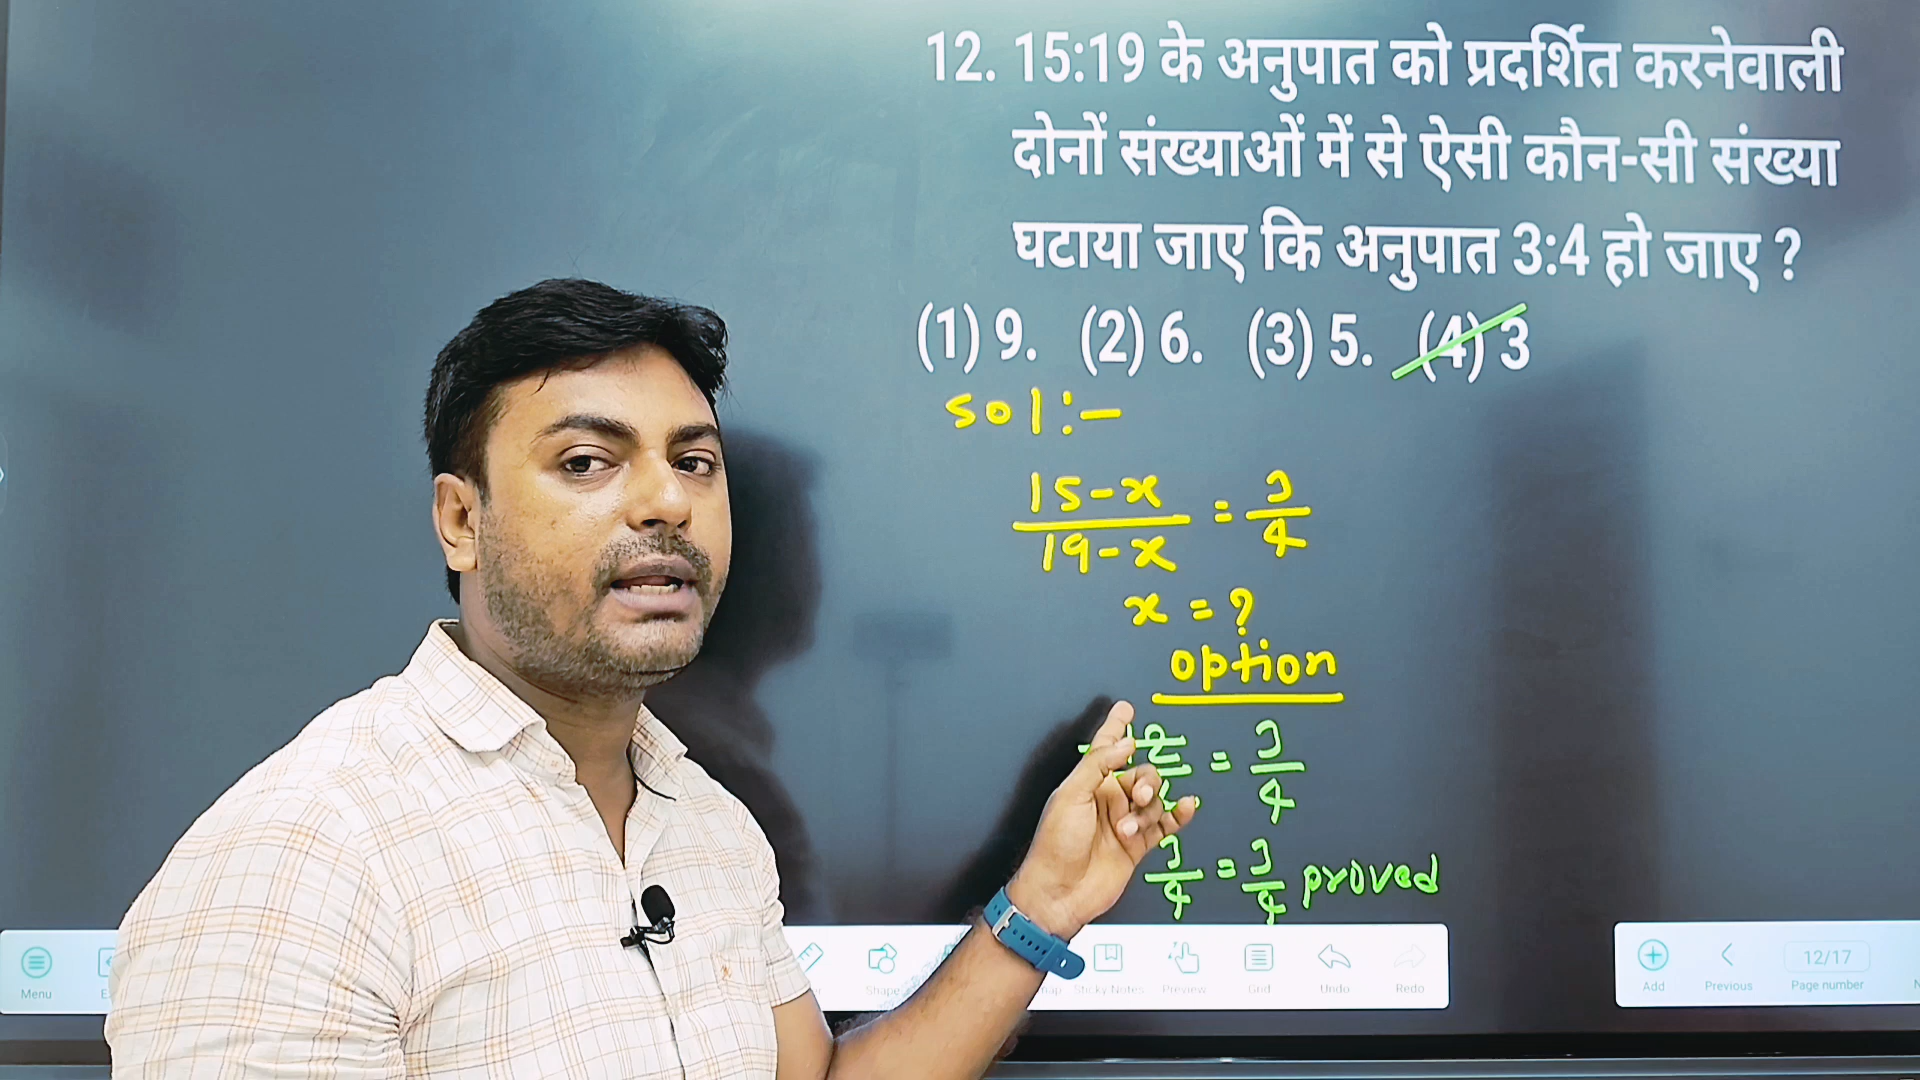 12. 15:19 के अनुपात को प्रदर्शित करनेवाली
दोनों संख्याओं में से ऐसी कौन-सी संख्या
घटाया जाए कि अनुपात 3:4 हो जाए ?
(1) 9. (2) 6. (3) 5. (4) 3
sol:-
15-x
19-x
= 3
4
x = ?
option
12
= 3
4
3
4
= 3
4
proved
Menu
Shape
Sticky Notes
Preview
Grid
Undo
Redo
Add
Previous
12/17
Page number